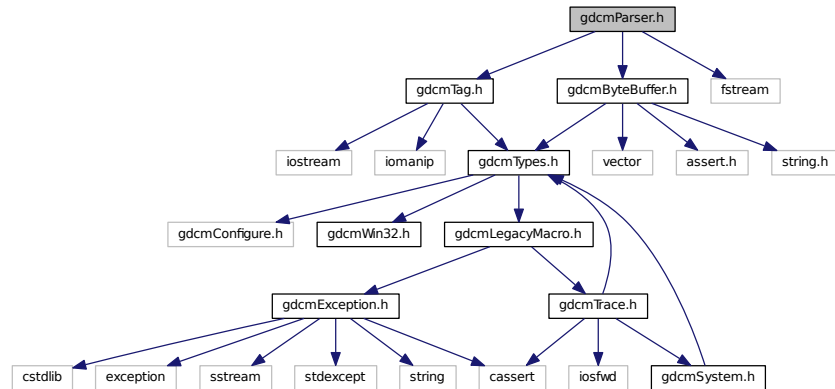 gdcmParser.h
gdcmTag.h
gdcmByteBuffer.h
fstream
iostream
iomanip
gdcmTypes.h
vector
assert.h
string.h
gdcmConfigure.h
gdcmWin32.h
gdcmLegacyMacro.h
gdcmException.h
gdcmTrace.h
cstdlib
exception
sstream
stdexcept
string
cassert
iosfwd
gdcmSystem.h